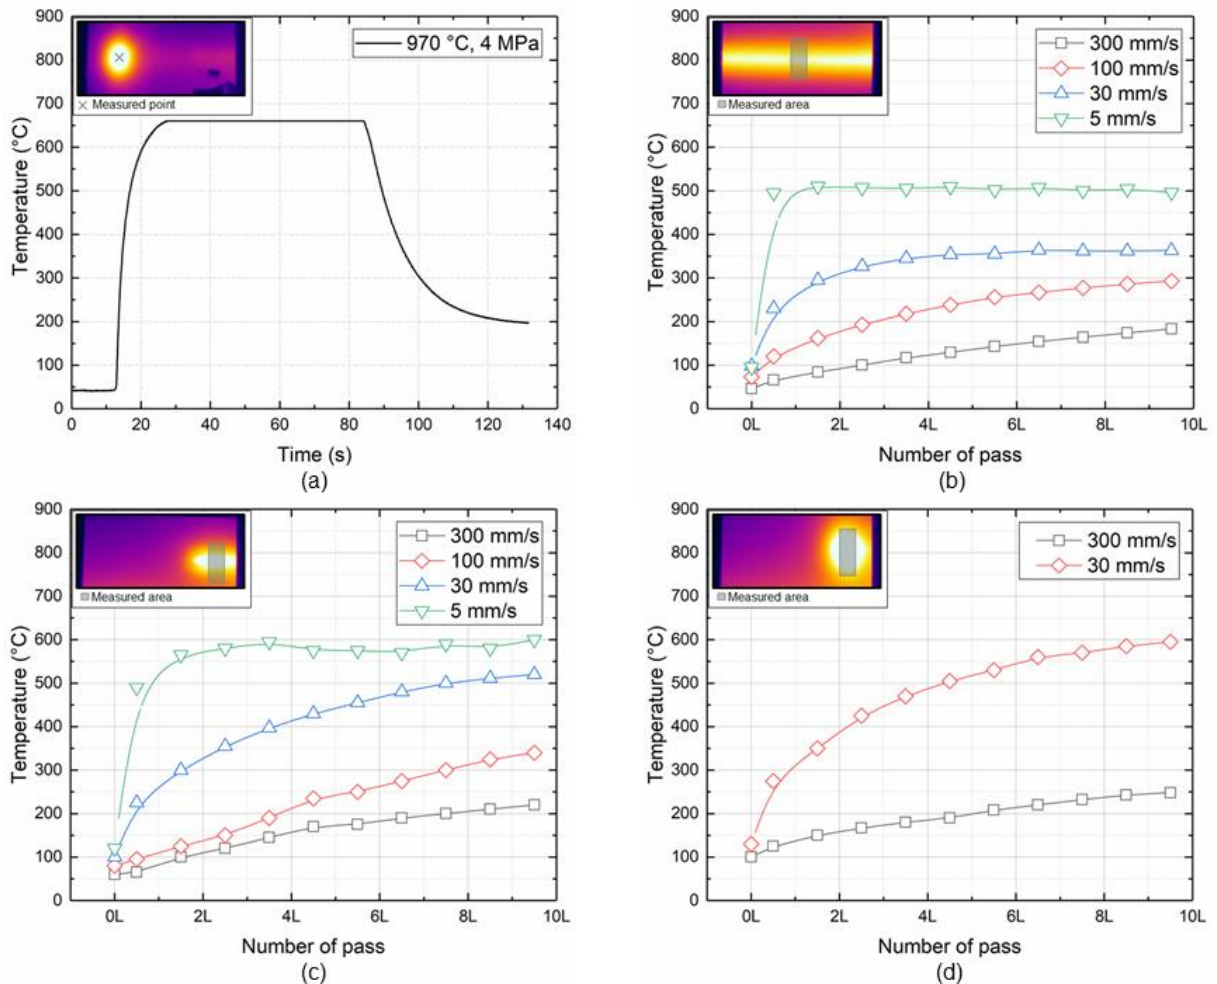 900
800
700
600
500
400
300
200
100
0
Temperature (°C)
× Measured point
970 °C, 4 MPa
0 20 40 60 80 100 120 140
Time (s)
(a)
900
800
700
600
500
400
300
200
100
0
Temperature (°C)
Measured area
300 mm/s
100 mm/s
30 mm/s
5 mm/s
0L 2L 4L 6L 8L 10L
Number of pass
(b)
900
800
700
600
500
400
300
200
100
0
Temperature (°C)
Measured area
300 mm/s
100 mm/s
30 mm/s
5 mm/s
0L 2L 4L 6L 8L 10L
Number of pass
(c)
900
800
700
600
500
400
300
200
100
0
Temperature (°C)
Measured area
300 mm/s
30 mm/s
0L 2L 4L 6L 8L 10L
Number of pass
(d)